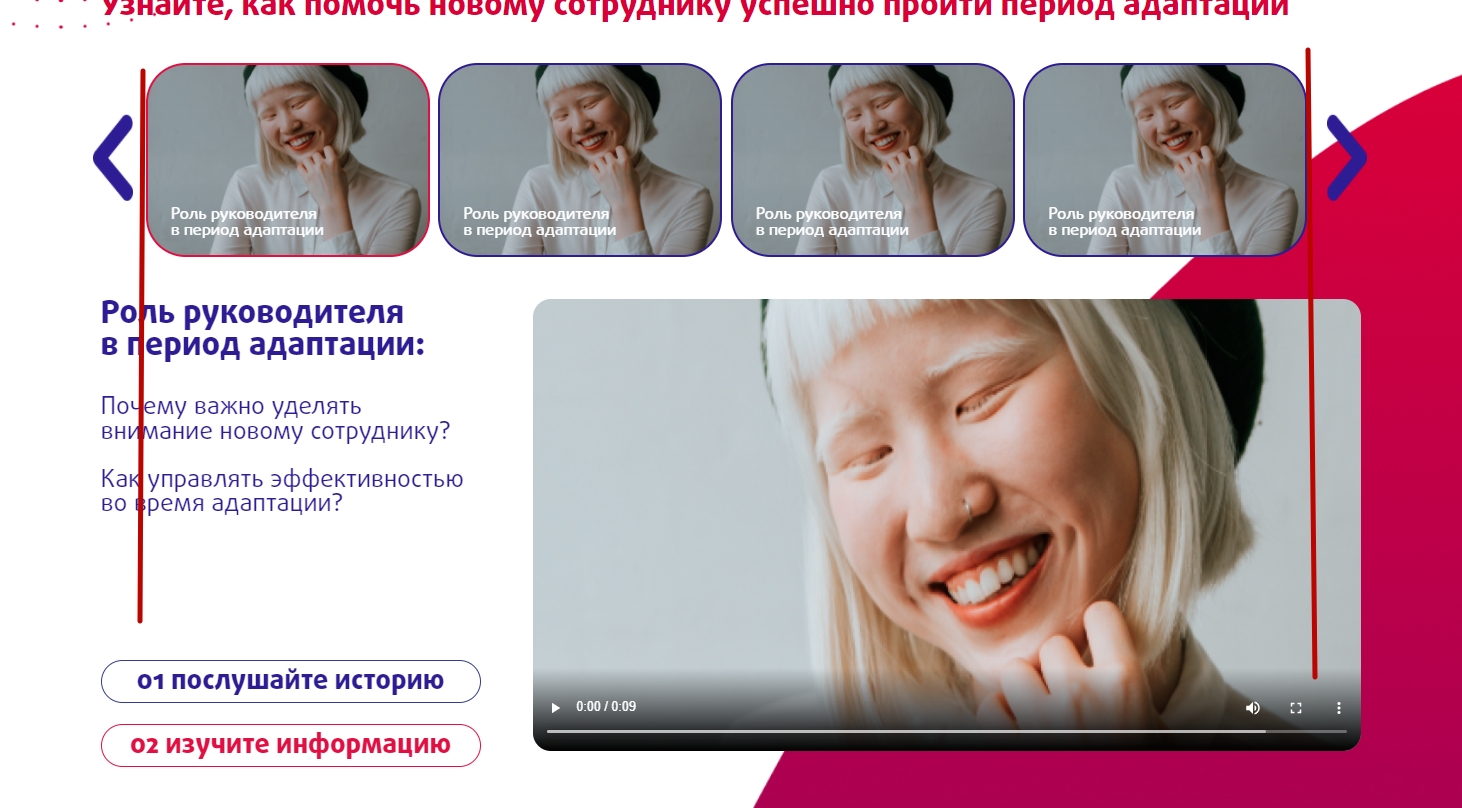 Узнайте, как помочь новому сотруднику успешно пройти период адаптации
Роль руководителя
в период адаптации
Роль руководителя
в период адаптации
Роль руководителя
в период адаптации
Роль руководителя
в период адаптации
Роль руководителя
в период адаптации:
Почему важно уделять
внимание новому сотруднику?
Как управлять эффективностью
во время адаптации?
01 послушайте историю
02 изучите информацию
0:00 / 0:09